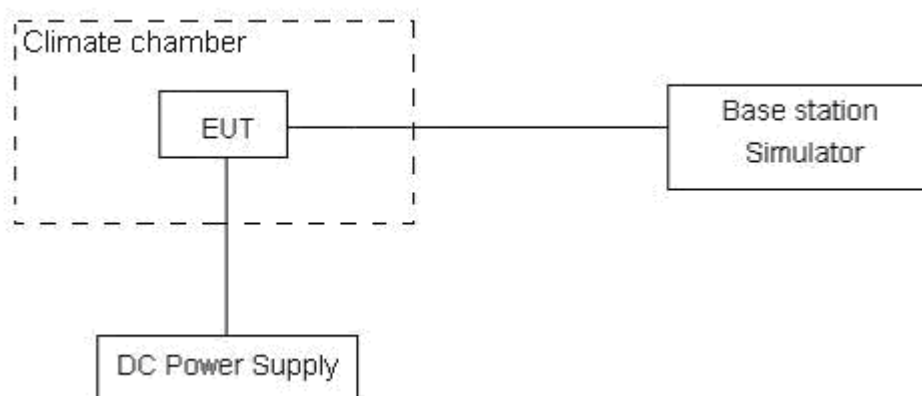 Climate chamber
EUT
Base station
Simulator
DC Power Supply